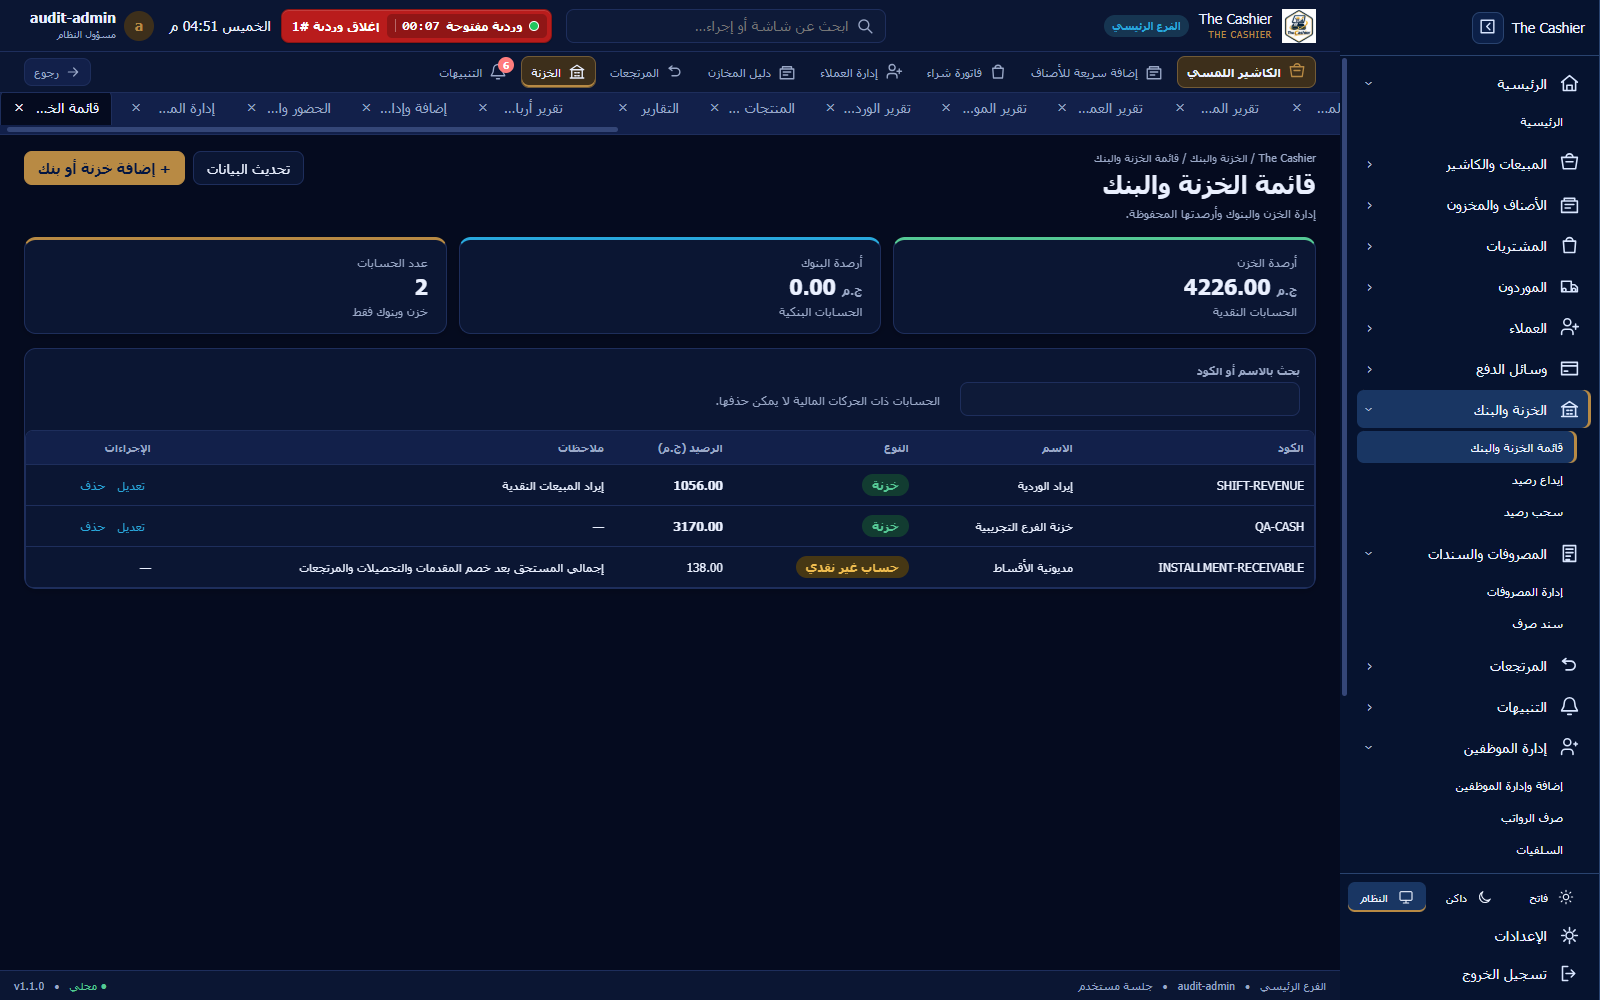 The Cashier
الرئيسية
الرئيسية
المبيعات والكاشير
الأصناف والمخزون
المشتريات
الموردون
العملاء
وسائل الدفع
الخزنة والبنك
قائمة الخزنة والبنك
إيداع رصيد
سحب رصيد
المصروفات والسندات
إدارة المصروفات
سند صرف
المرتجعات
التنبيهات
إدارة الموظفين
إضافة وإدارة الموظفين
صرف الرواتب
السلفيات
فاتح
داكن
النظام
الإعدادات
تسجيل الخروج
The Cashier
THE CASHIER
الفرع الرئيسي
ابحث عن شاشة أو إجراء...
وردية مفتوحة 00:07
إغلاق وردية #1
الخميس 04:51 م
a
audit-admin
مسؤول النظام
الكاشير اللمسي
إضافة سريعة للأصناف
فاتورة شراء
إدارة العملاء
دليل المخازن
المرتجعات
الخزنة
التنبيهات
6
رجوع
لمـ...
تقرير المـ...
تقرير العمـ...
تقرير المو...
تقرير الورد...
المنتجات ...
التقارير
تقرير أربا...
إضافة وإدا...
الحضور وا...
إدارة المـ...
قائمة الخـ...
The Cashier / الخزنة والبنك / قائمة الخزنة والبنك
قائمة الخزنة والبنك
إدارة الخزن والبنوك وأرصدتها المحفوظة.
تحديث البيانات
+ إضافة خزنة أو بنك
أرصدة الخزن
4226.00 ج.م
الحسابات النقدية
أرصدة البنوك
0.00 ج.م
الحسابات البنكية
عدد الحسابات
2
خزن وبنوك فقط
بحث بالاسم أو الكود
الحسابات ذات الحركات المالية لا يمكن حذفها.
الكود الاسم النوع الرصيد (ج.م) ملاحظات الإجراءات
SHIFT-REVENUE إيراد الوردية خزنة 1056.00 إيراد المبيعات النقدية تعديل حذف
QA-CASH خزنة الفرع التجريبية خزنة 3170.00 — تعديل حذف
INSTALLMENT-RECEIVABLE مديونية الأقساط حساب غير نقدي 138.00 إجمالي المستحق بعد خصم المقدمات والتحصيلات والمرتجعات —
الفرع الرئيسي • audit-admin • جلسة مستخدم
محلي • v1.1.0